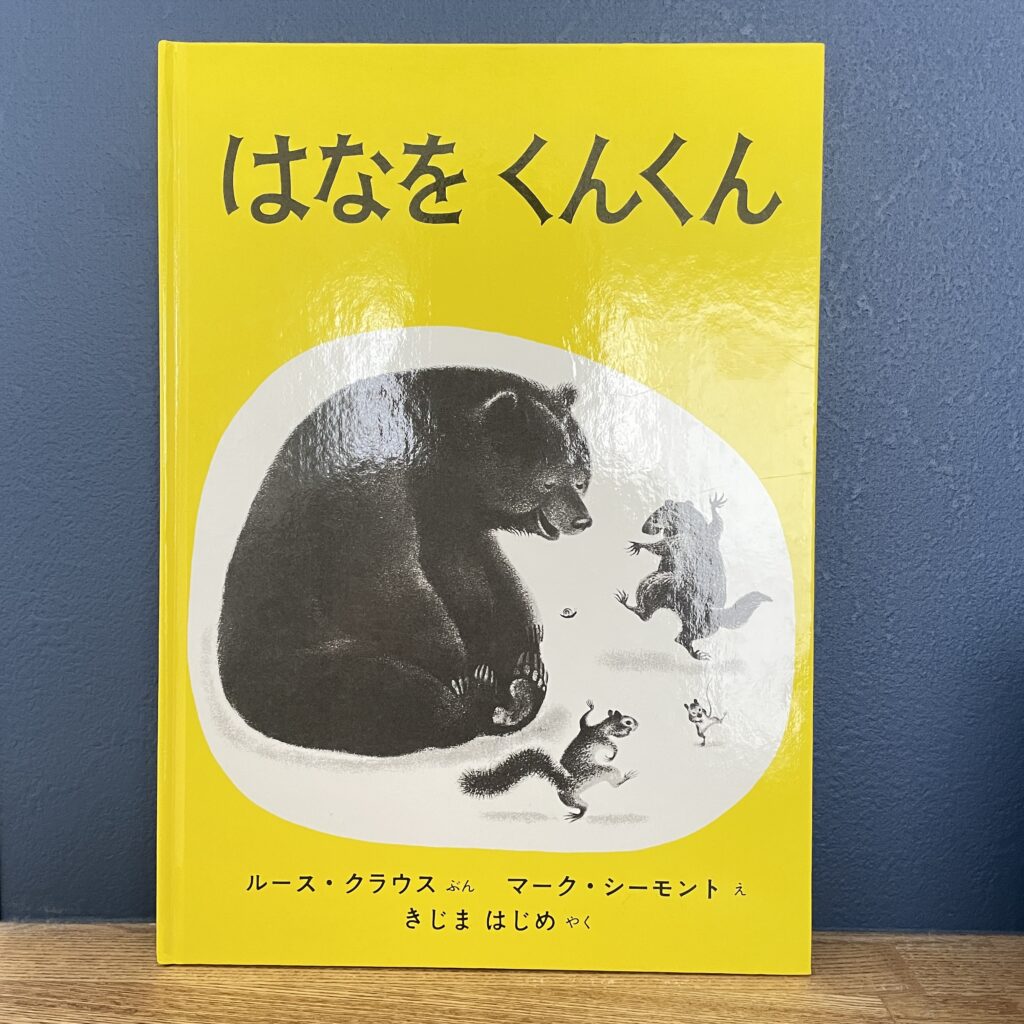 はなを くんくん
ルース・クラウス ぶん　マーク・シーモント え
きじま はじめ やく